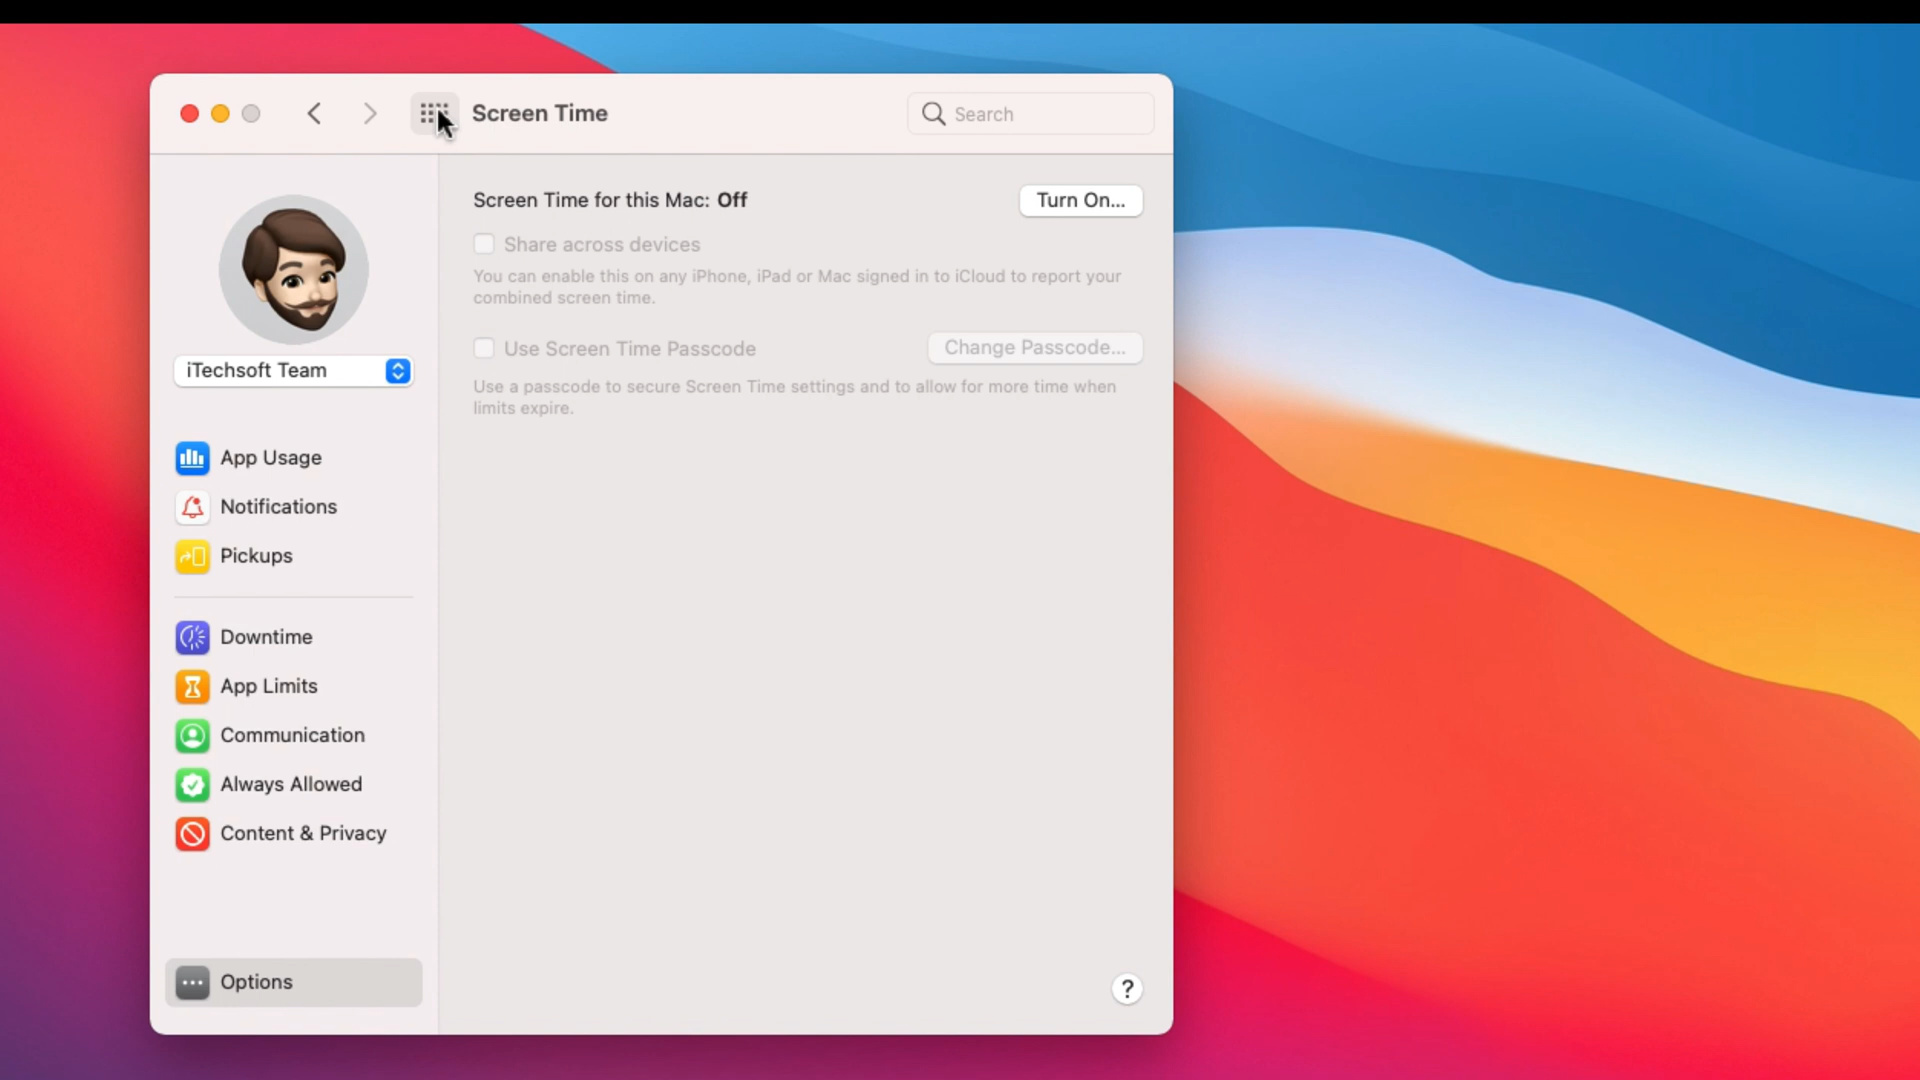 Screen Time
Search
Screen Time for this Mac: Off
Turn On...
Share across devices
You can enable this on any iPhone, iPad or Mac signed in to iCloud to report your
combined screen time.
Use Screen Time Passcode
Change Passcode...
Use a passcode to secure Screen Time settings and to allow for more time when
limits expire.
iTechsoft Team
App Usage
Notifications
Pickups
Downtime
App Limits
Communication
Always Allowed
Content & Privacy
Options
?